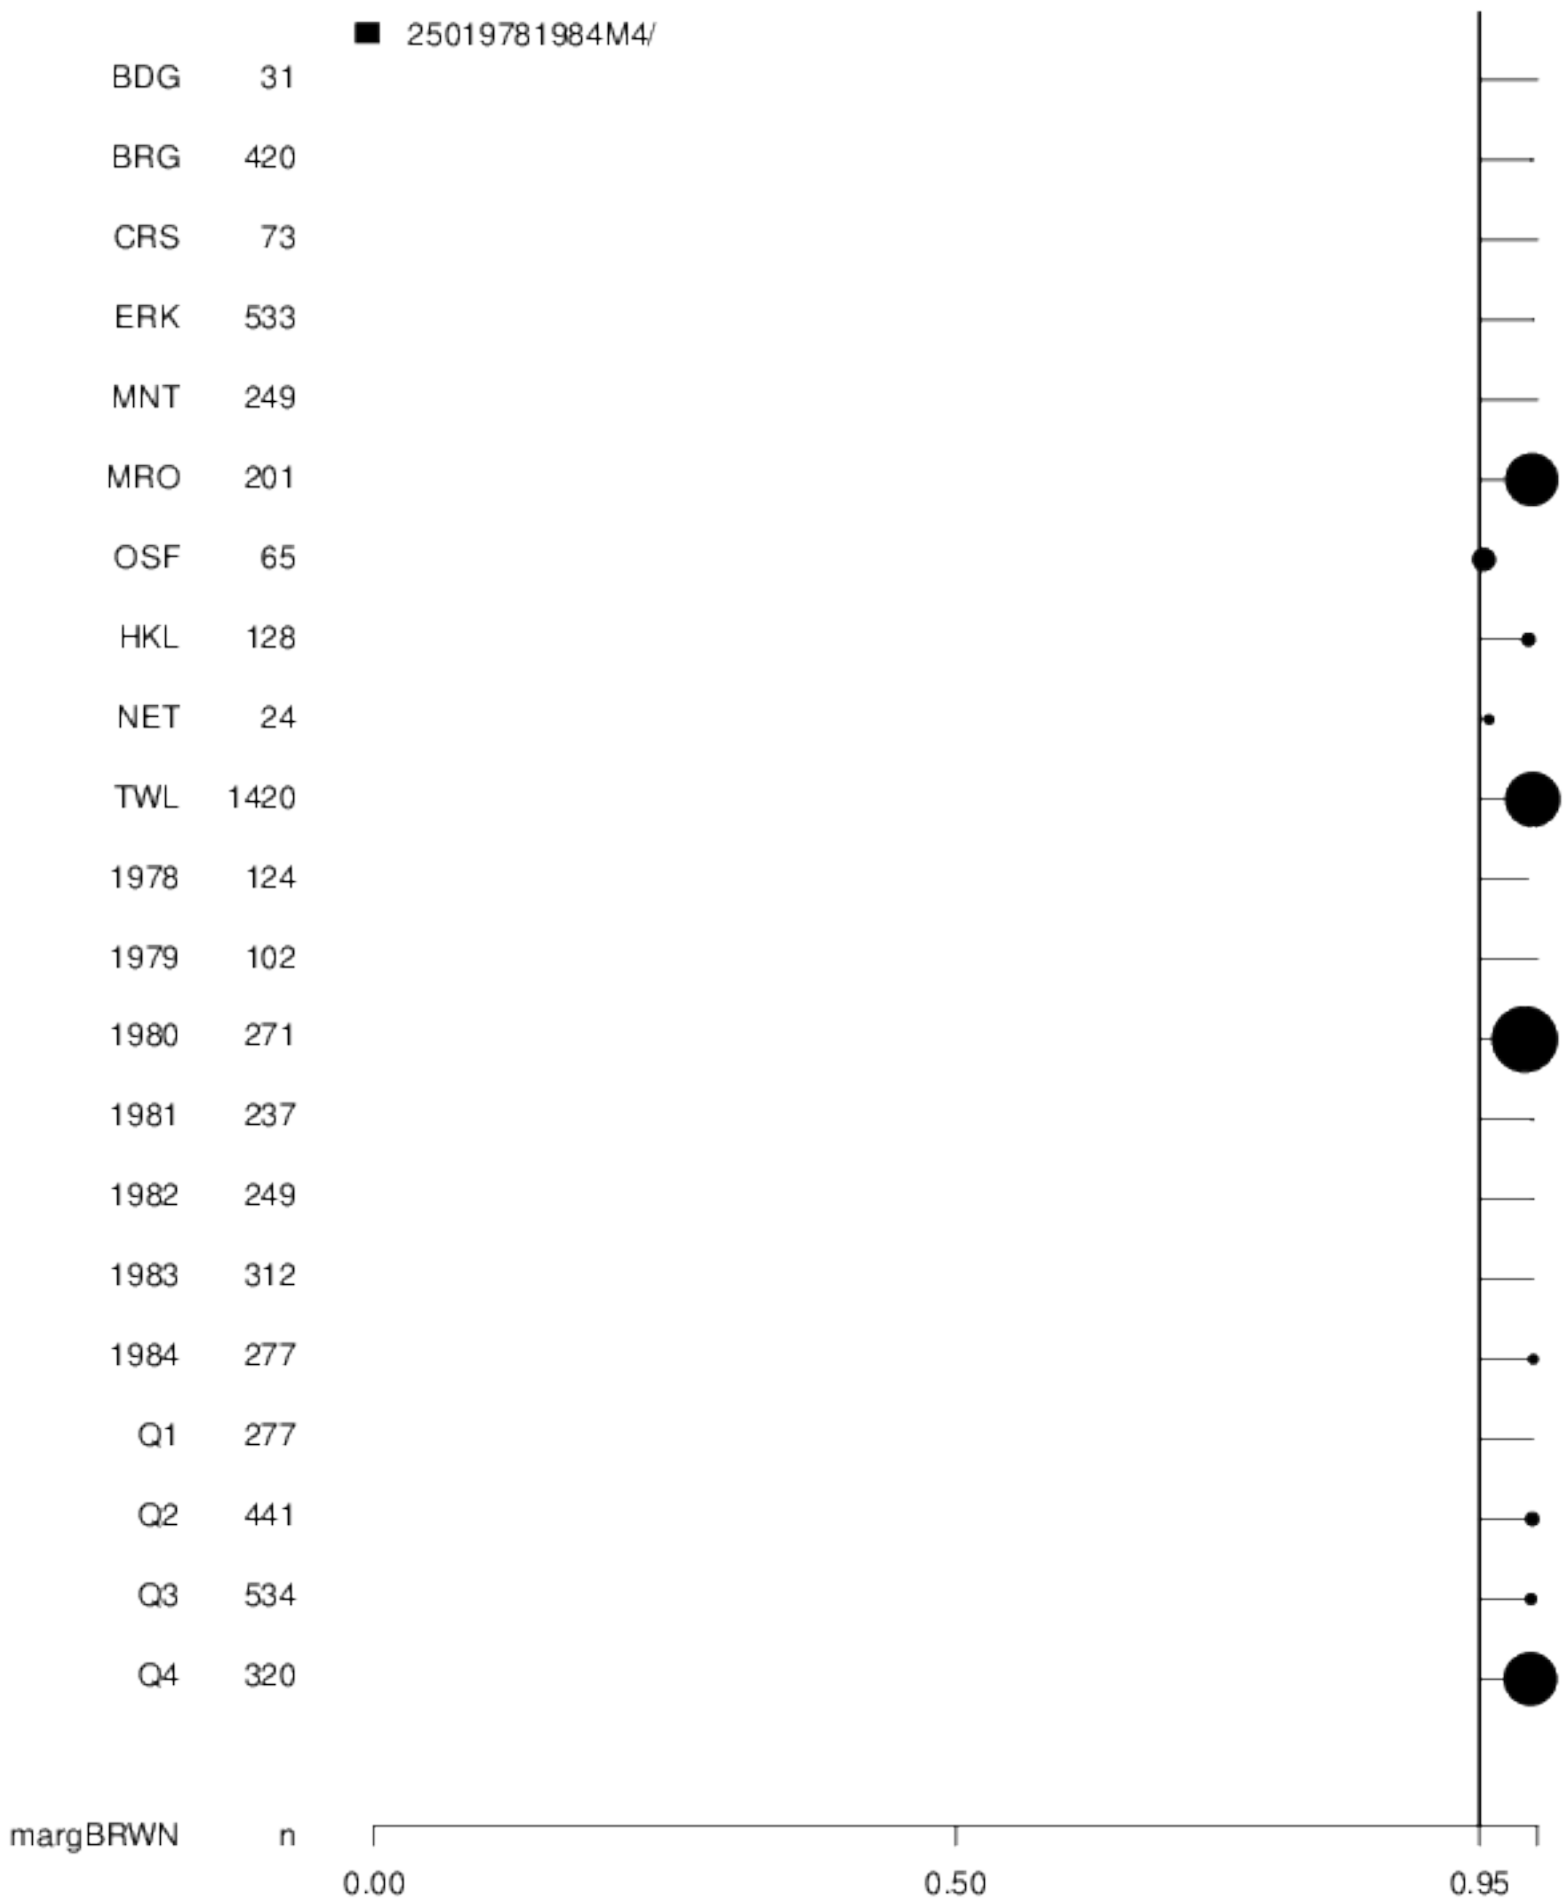 25019781984M4/
BDG 31
BRG 420
CRS 73
ERK 533
MNT 249
MRO 201
OSF 65
HKL 128
NET 24
TWL 1420
1978 124
1979 102
1980 271
1981 237
1982 249
1983 312
1984 277
Q1 277
Q2 441
Q3 534
Q4 320
margBRWN n
0.00 0.50 0.95